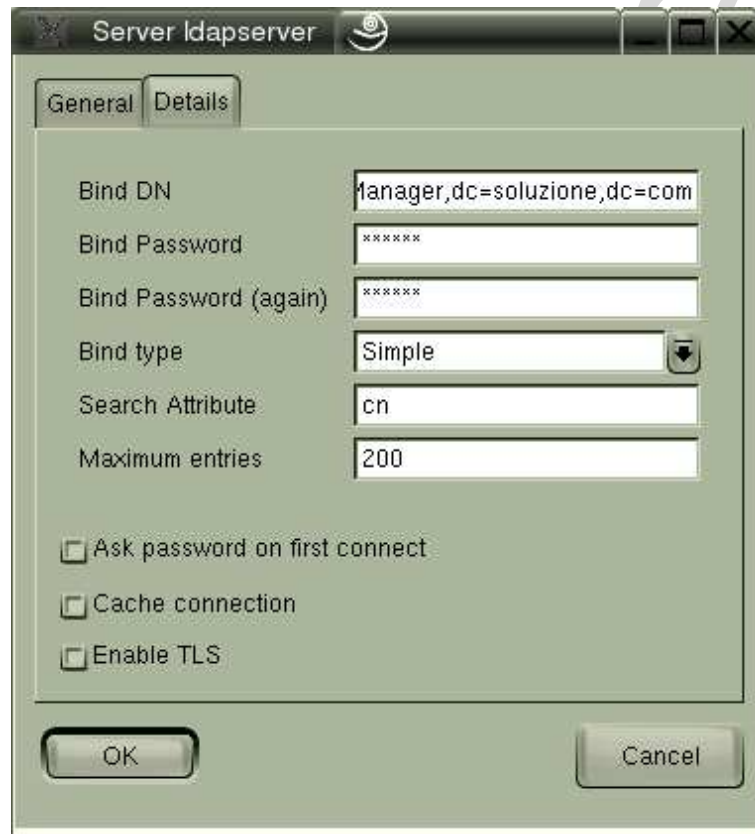 Server ldapserver
General Details
Bind DN Manager,dc=soluzione,dc=com
Bind Password ******
Bind Password (again) ******
Bind type Simple
Search Attribute cn
Maximum entries 200
Ask password on first connect
Cache connection
Enable TLS
OK Cancel